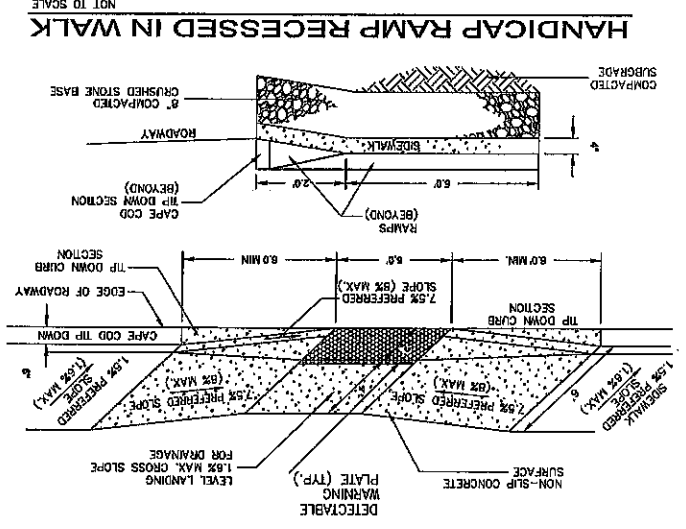 DETECTABLE
WARNING
PLATE (TYP.)
NON-SLIP CONCRETE
SURFACE
LEVEL LANDING
1.6% MAX. CROSS SLOPE
FOR DRAINAGE
SIDEWALK
1.5% PREFERRED
SLOPE
(1.6% MAX.)
6'
7.5% PREFERRED SLOPE
(8% MAX.)
7.5% PREFERRED SLOPE
(8% MAX.)
1.5% PREFERRED
SLOPE
(1.6% MAX.)
6"
CAPE COD TIP DOWN
TIP DOWN CURB
SECTION
7.5% PREFERRED
SLOPE (8% MAX.)
EDGE OF ROADWAY
TIP DOWN CURB
SECTION
6.0' MIN.
5.0'
6.0 MIN
RAMPS
(BEYOND)
CAPE COD
TIP DOWN SECTION
(BEYOND)
2.0'
4"
SIDEWALK
ROADWAY
COMPACTED
SUBGRADE
8" COMPACTED
CRUSHED STONE BASE
HANDICAP RAMP RECESSED IN WALK
NOT TO SCALE